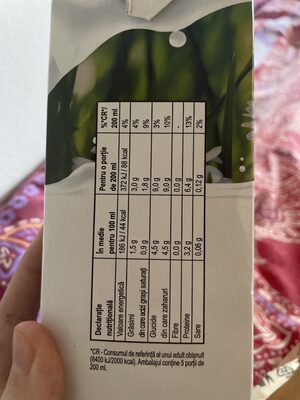 Declarație nutrițională In medie pentru 100 ml Pentru o porție de 200 ml %*CR*/ 200 ml
Valoare energetică 186 kJ / 44 kcal 372 kJ / 88 kcal 4%
Grăsimi 1,5 g 3,0 g 4%
din care acizi grași saturați 0,9 g 1,8 g 9%
Glucide 4,5 g 9,0 g 3%
din care zaharuri 4,5 g 9,0 g 10%
Fibre 0,0 g 0,0 g -
Proteine 3,2 g 6,4 g 13%
Sare 0,06 g 0,12 g 2%
*CR - Consumul de referință al unui adult obișnuit
(8400 kJ/2000 kcal). Ambalajul conține 5 porții de
200 ml.